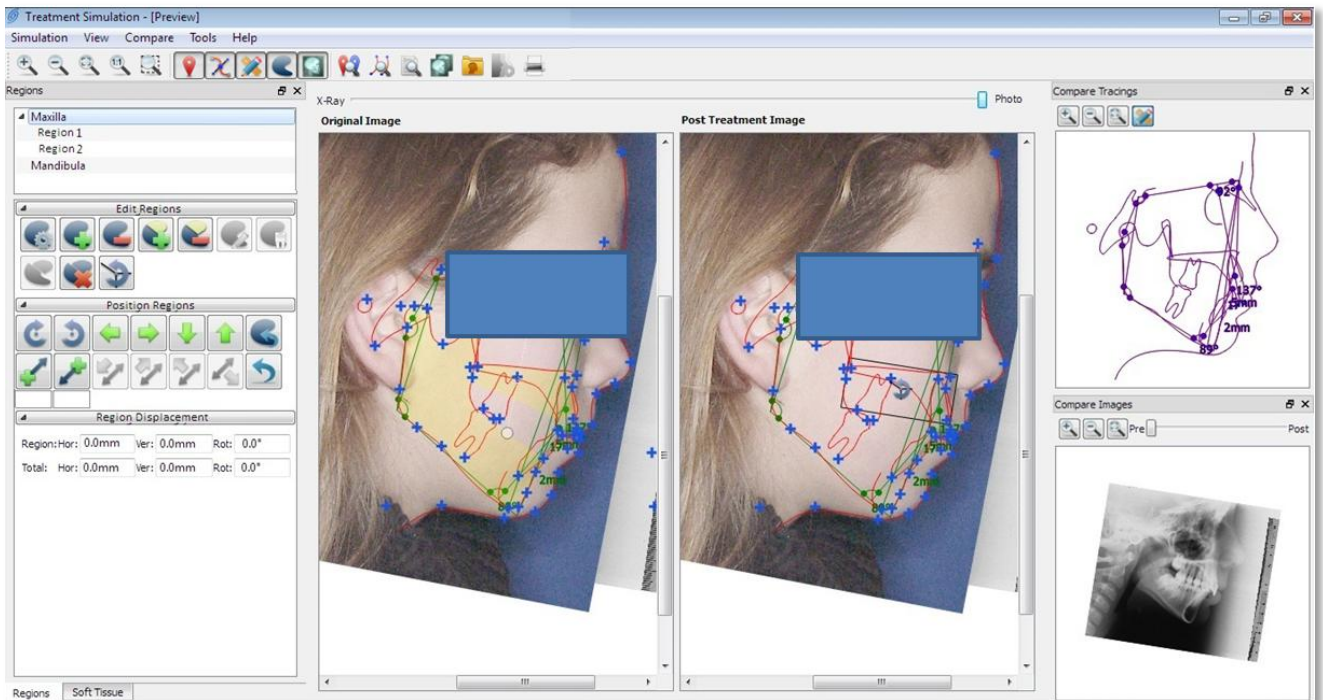 Treatment Simulation - [Preview]
Simulation View Compare Tools Help
Regions
Maxilla
Region 1
Region 2
Mandibula
Edit Regions
Position Regions
Region Displacement
Region: Hor: 0.0mm Ver: 0.0mm Rot: 0.0°
Total: Hor: 0.0mm Ver: 0.0mm Rot: 0.0°
Regions Soft Tissue
X-Ray Photo
Original Image Post Treatment Image
2mm
2mm
Compare Tracings
137°
2mm
89°
Compare Images
Pre Post